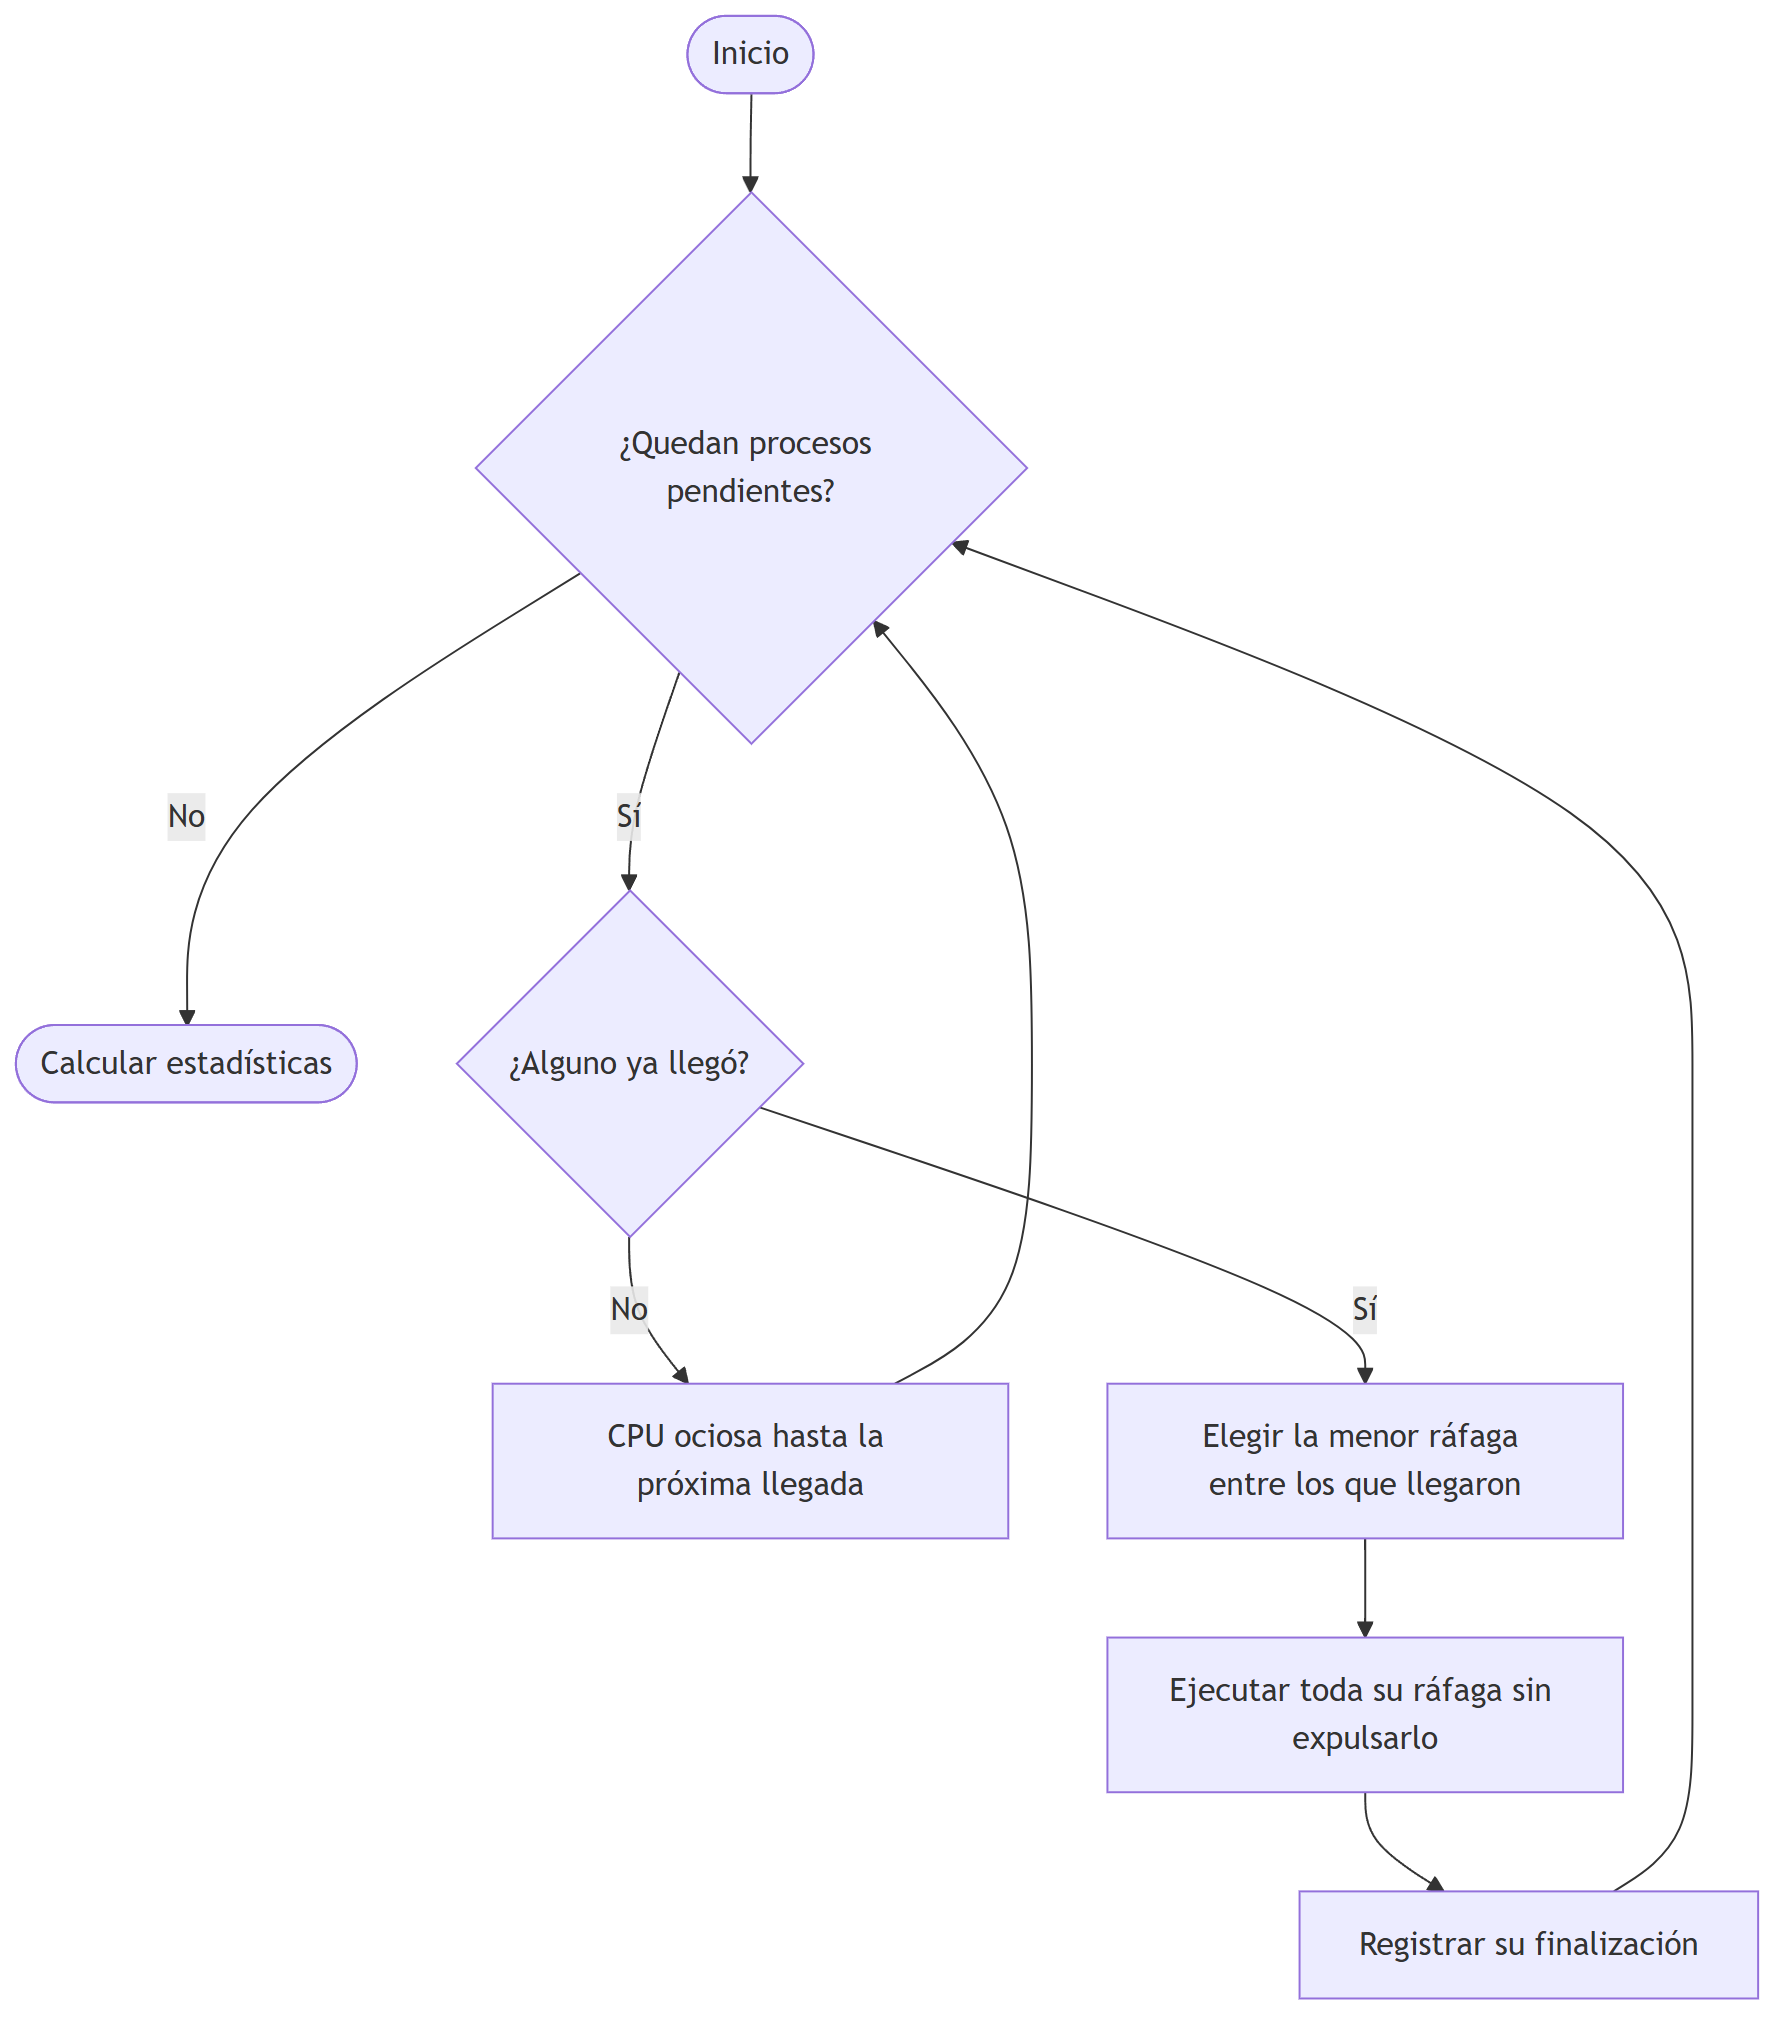 Inicio
¿Quedan procesos
pendientes?
No
Sí
Calcular estadísticas
¿Alguno ya llegó?
No
Sí
CPU ociosa hasta la
próxima llegada
Elegir la menor ráfaga
entre los que llegaron
Ejecutar toda su ráfaga sin
expulsarlo
Registrar su finalización